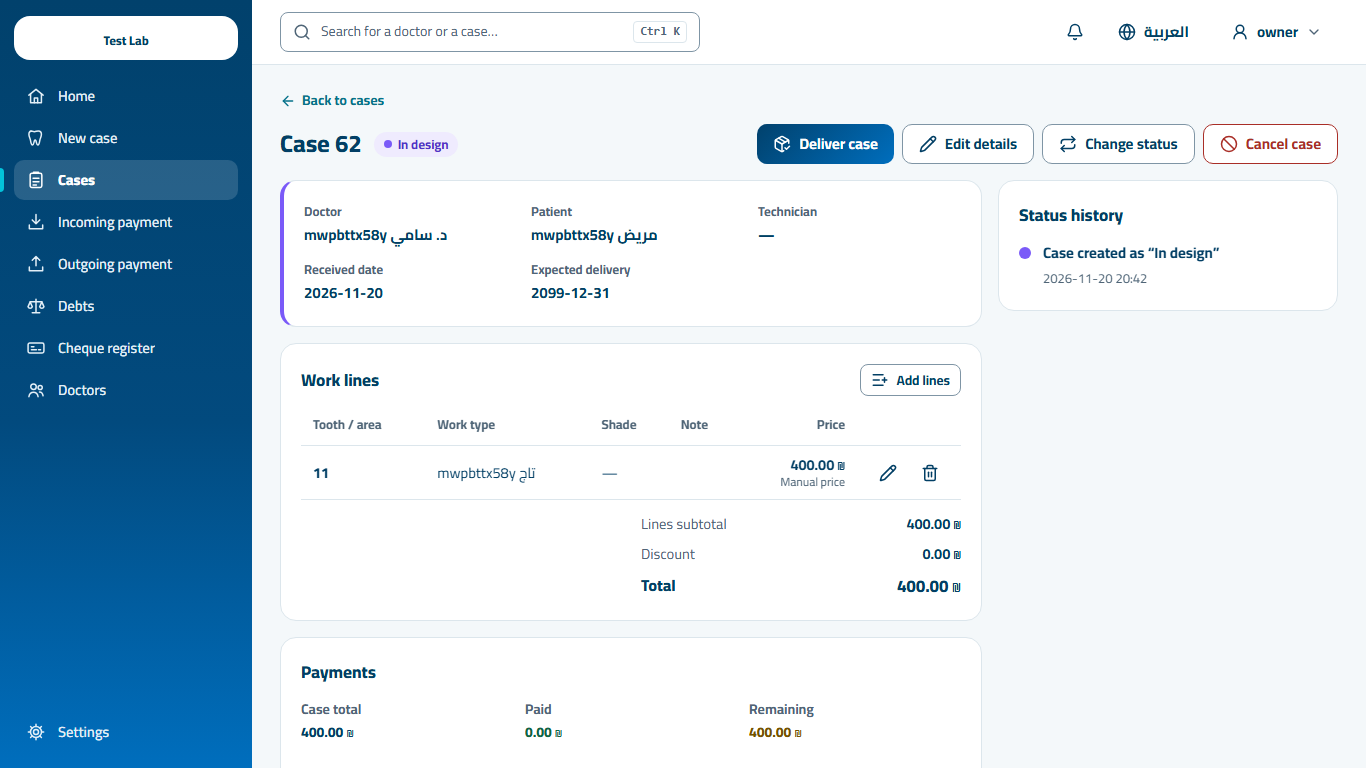 Test Lab
Home
New case
Cases
Incoming payment
Outgoing payment
Debts
Cheque register
Doctors
Settings
Search for a doctor or a case... Ctrl K
العربية
owner
Back to cases
Case 62 In design
Deliver case
Edit details
Change status
Cancel case
Doctor Patient Technician
د. سامي mwpbttx58y مريض mwpbttx58y —
Received date Expected delivery
2026-11-20 2099-12-31
Status history
Case created as “In design”
2026-11-20 20:42
Work lines Add lines
Tooth / area Work type Shade Note Price
11 تاج mwpbttx58y — 400.00 ₪
Manual price
Lines subtotal 400.00 ₪
Discount 0.00 ₪
Total 400.00 ₪
Payments
Case total Paid Remaining
400.00 ₪ 0.00 ₪ 400.00 ₪